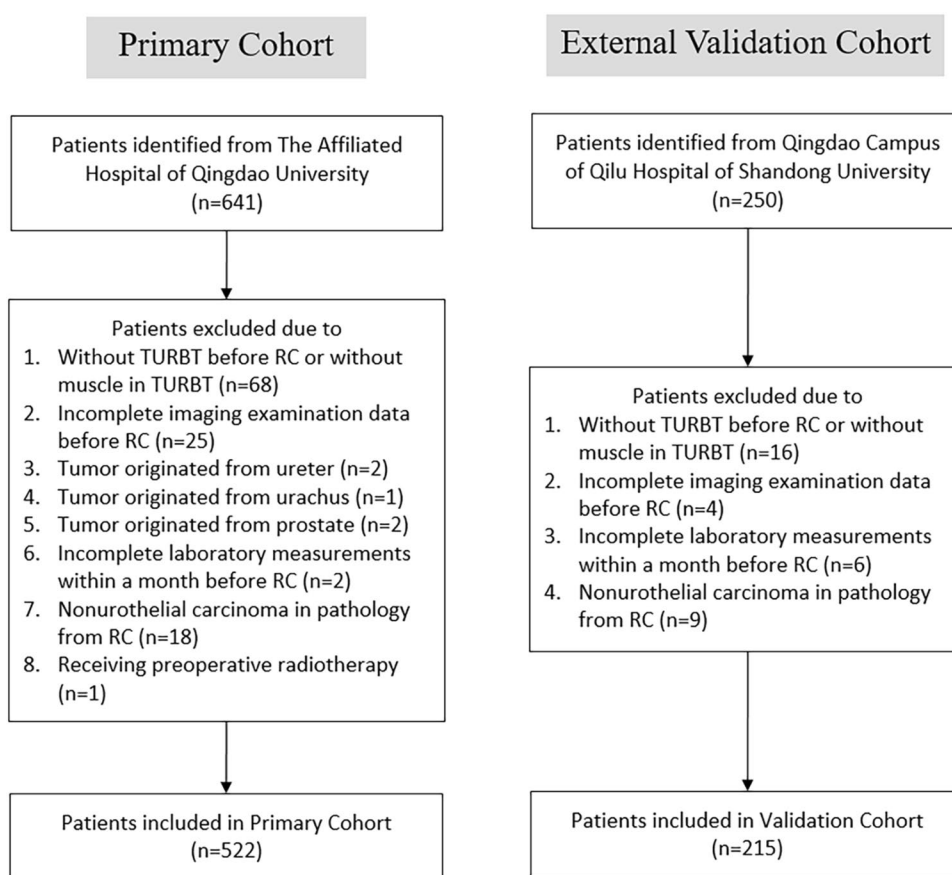 Primary Cohort
Patients identified from The Affiliated
Hospital of Qingdao University
(n=641)
Patients excluded due to
1. Without TURBT before RC or without
muscle in TURBT (n=68)
2. Incomplete imaging examination data
before RC (n=25)
3. Tumor originated from ureter (n=2)
4. Tumor originated from urachus (n=1)
5. Tumor originated from prostate (n=2)
6. Incomplete laboratory measurements
within a month before RC (n=2)
7. Nonurothelial carcinoma in pathology
from RC (n=18)
8. Receiving preoperative radiotherapy
(n=1)
Patients included in Primary Cohort
(n=522)
External Validation Cohort
Patients identified from Qingdao Campus
of Qilu Hospital of Shandong University
(n=250)
Patients excluded due to
1. Without TURBT before RC or without
muscle in TURBT (n=16)
2. Incomplete imaging examination data
before RC (n=4)
3. Incomplete laboratory measurements
within a month before RC (n=6)
4. Nonurothelial carcinoma in pathology
from RC (n=9)
Patients included in Validation Cohort
(n=215)